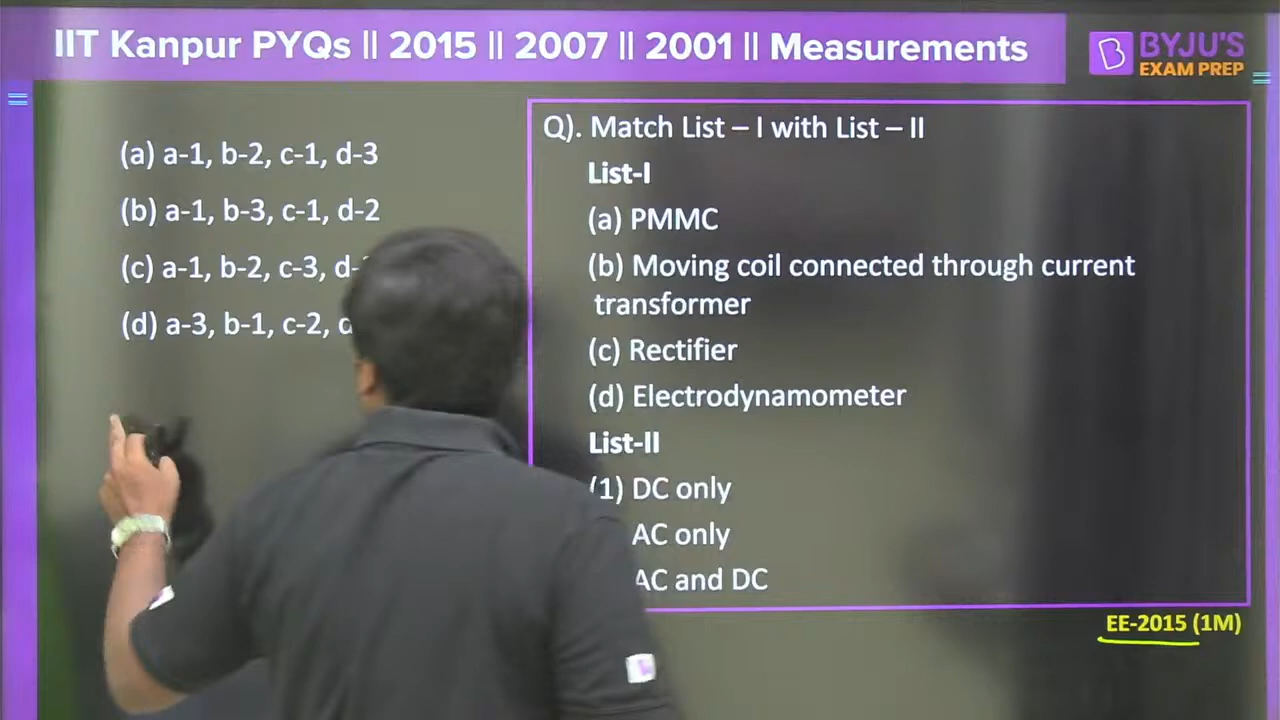 IIT Kanpur PYQs || 2015 || 2007 || 2001 || Measurements
BYJU'S
EXAM PREP
(a) a-1, b-2, c-1, d-3
(b) a-1, b-3, c-1, d-2
(c) a-1, b-2, c-3, d-
(d) a-3, b-1, c-2,
Q). Match List – I with List – II
List-I
(a) PMMC
(b) Moving coil connected through current
transformer
(c) Rectifier
(d) Electrodynamometer
List-II
(1) DC only
AC only
AC and DC
EE-2015 (1M)